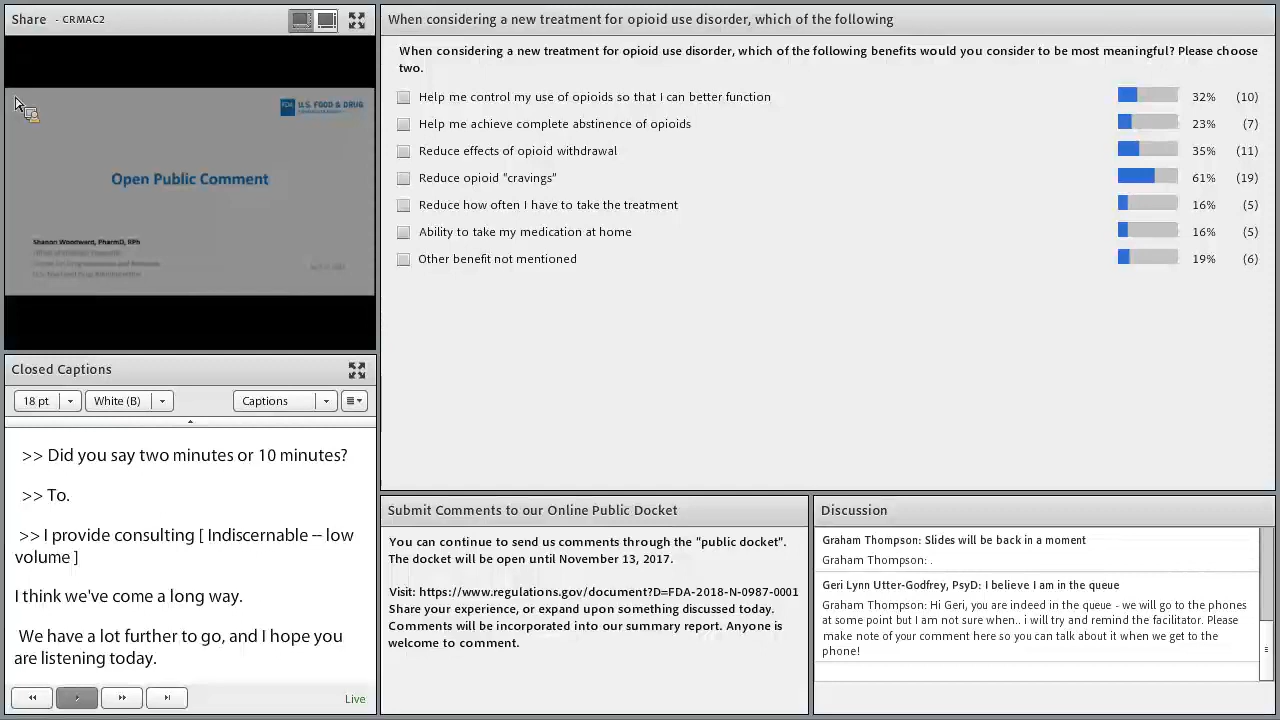 Share - CRMAC2
FDA U.S. FOOD & DRUG
Open Public Comment
Sharon Woodward, PharmD, RPh
Closed Captions
18 pt
White (B)
Captions
>> Did you say two minutes or 10 minutes?
>> To.
>> I provide consulting [ Indiscernable -- low
volume ]
I think we've come a long way.
We have a lot further to go, and I hope you
are listening today.
Live
When considering a new treatment for opioid use disorder, which of the following
When considering a new treatment for opioid use disorder, which of the following benefits would you consider to be most meaningful? Please choose
two.
Help me control my use of opioids so that I can better function 32% (10)
Help me achieve complete abstinence of opioids 23% (7)
Reduce effects of opioid withdrawal 35% (11)
Reduce opioid "cravings" 61% (19)
Reduce how often I have to take the treatment 16% (5)
Ability to take my medication at home 16% (5)
Other benefit not mentioned 19% (6)
Submit Comments to our Online Public Docket
You can continue to send us comments through the "public docket".
The docket will be open until November 13, 2017.
Visit: https://www.regulations.gov/document?D=FDA-2018-N-0987-0001
Share your experience, or expand upon something discussed today.
Comments will be incorporated into our summary report. Anyone is
welcome to comment.
Discussion
Graham Thompson: Slides will be back in a moment
Graham Thompson: .
Geri Lynn Utter-Godfrey, PsyD: I believe I am in the queue
Graham Thompson: Hi Geri, you are indeed in the queue - we will go to the phones
at some point but I am not sure when.. i will try and remind the facilitator. Please
make note of your comment here so you can talk about it when we get to the
phone!